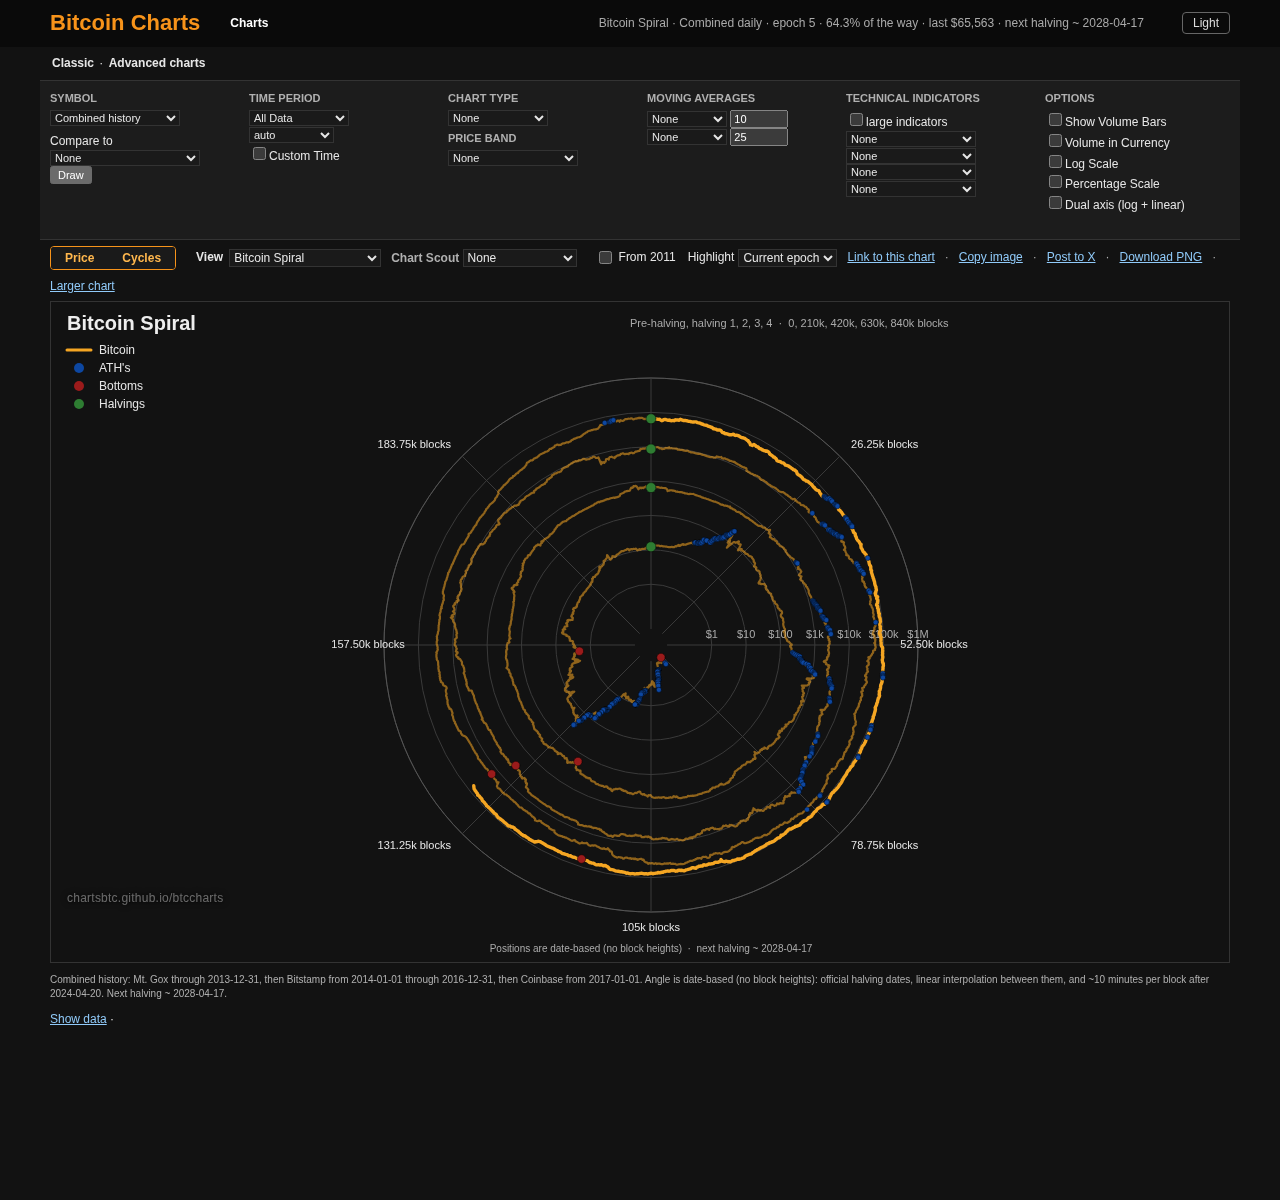 Bitcoin Charts
Charts
Bitcoin Spiral · Combined daily · epoch 5 · 64.3% of the way · last $65,563 · next halving ~ 2028-04-17
Light
Classic · Advanced charts
SYMBOL
Combined history
Compare to
None
Draw
TIME PERIOD
All Data
auto
Custom Time
CHART TYPE
None
PRICE BAND
None
MOVING AVERAGES
None 10
None 25
TECHNICAL INDICATORS
large indicators
None
None
None
None
OPTIONS
Show Volume Bars
Volume in Currency
Log Scale
Percentage Scale
Dual axis (log + linear)
Price Cycles View Bitcoin Spiral Chart Scout None From 2011 Highlight Current epoch Link to this chart · Copy image · Post to X · Download PNG ·
Larger chart
Bitcoin Spiral
Pre-halving, halving 1, 2, 3, 4 · 0, 210k, 420k, 630k, 840k blocks
Bitcoin
ATH's
Bottoms
Halvings
183.75k blocks
26.25k blocks
$1 $10 $100 $1k $10k $100k $1M
157.50k blocks
52.50k blocks
131.25k blocks
78.75k blocks
chartsbtc.github.io/btccharts
105k blocks
Positions are date-based (no block heights) · next halving ~ 2028-04-17
Combined history: Mt. Gox through 2013-12-31, then Bitstamp from 2014-01-01 through 2016-12-31, then Coinbase from 2017-01-01. Angle is date-based (no block heights): official halving dates, linear interpolation between them, and ~10 minutes per block after
2024-04-20. Next halving ~ 2028-04-17.
Show data ·